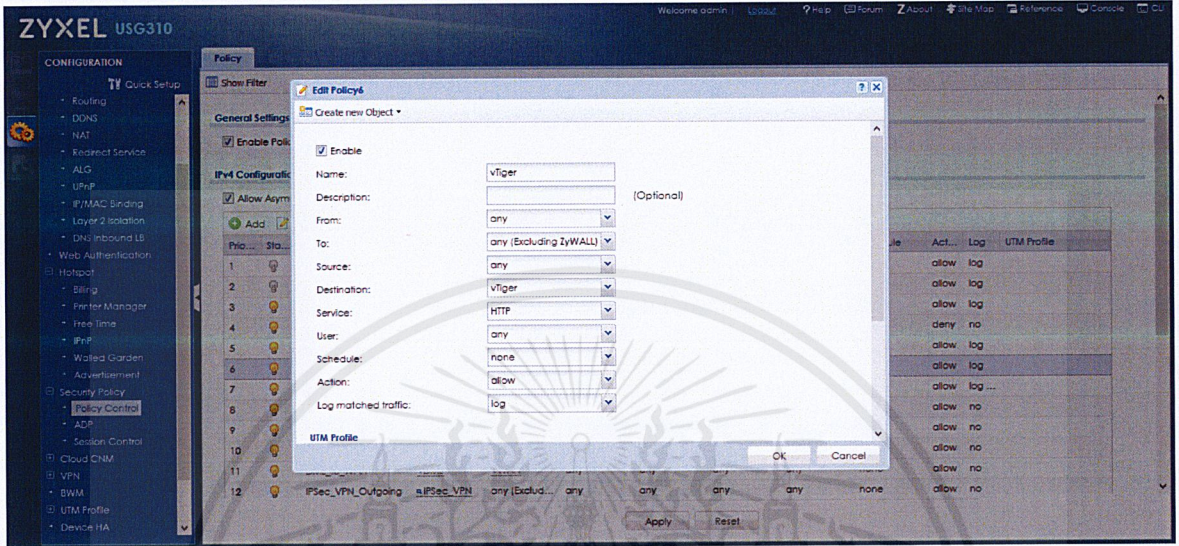 Welcome admin | Logout ? Help Forum Z About Site Map Reference Console CLI
ZYXEL USG310
CONFIGURATION
Quick Setup
Routing
DDNS
NAT
Redirect Service
ALG
UPnP
IP/MAC Binding
Layer 2 Isolation
DNS Inbound LB
Web Authentication
Hotspot
Billing
Printer Manager
Free Time
IPnP
Walled Garden
Advertisement
Security Policy
Policy Control
ADP
Session Control
Cloud CNM
VPN
BWM
UTM Profile
Device HA
Policy
Show Filter
General Settings
Enable Polic
IPv4 Configuratio
Allow Asym
Add
Prio... Sta...
1
2
3
4
5
6
7
8
9
10
11
12 IPSec_VPN_Outgoing IPSec_VPN any (Exclud... any any any any none allow no
Edit Policy6
Create new Object
Enable
Name: vTiger
Description: (Optional)
From: any
To: any (Excluding ZyWALL)
Source: any
Destination: vTiger
Service: HTTP
User: any
Schedule: none
Action: allow
Log matched traffic: log
UTM Profile
OK Cancel
Act... Log UTM Profile
allow log
allow log
allow log
deny no
allow log
allow log
allow log ...
allow no
allow no
allow no
allow no
Apply Reset